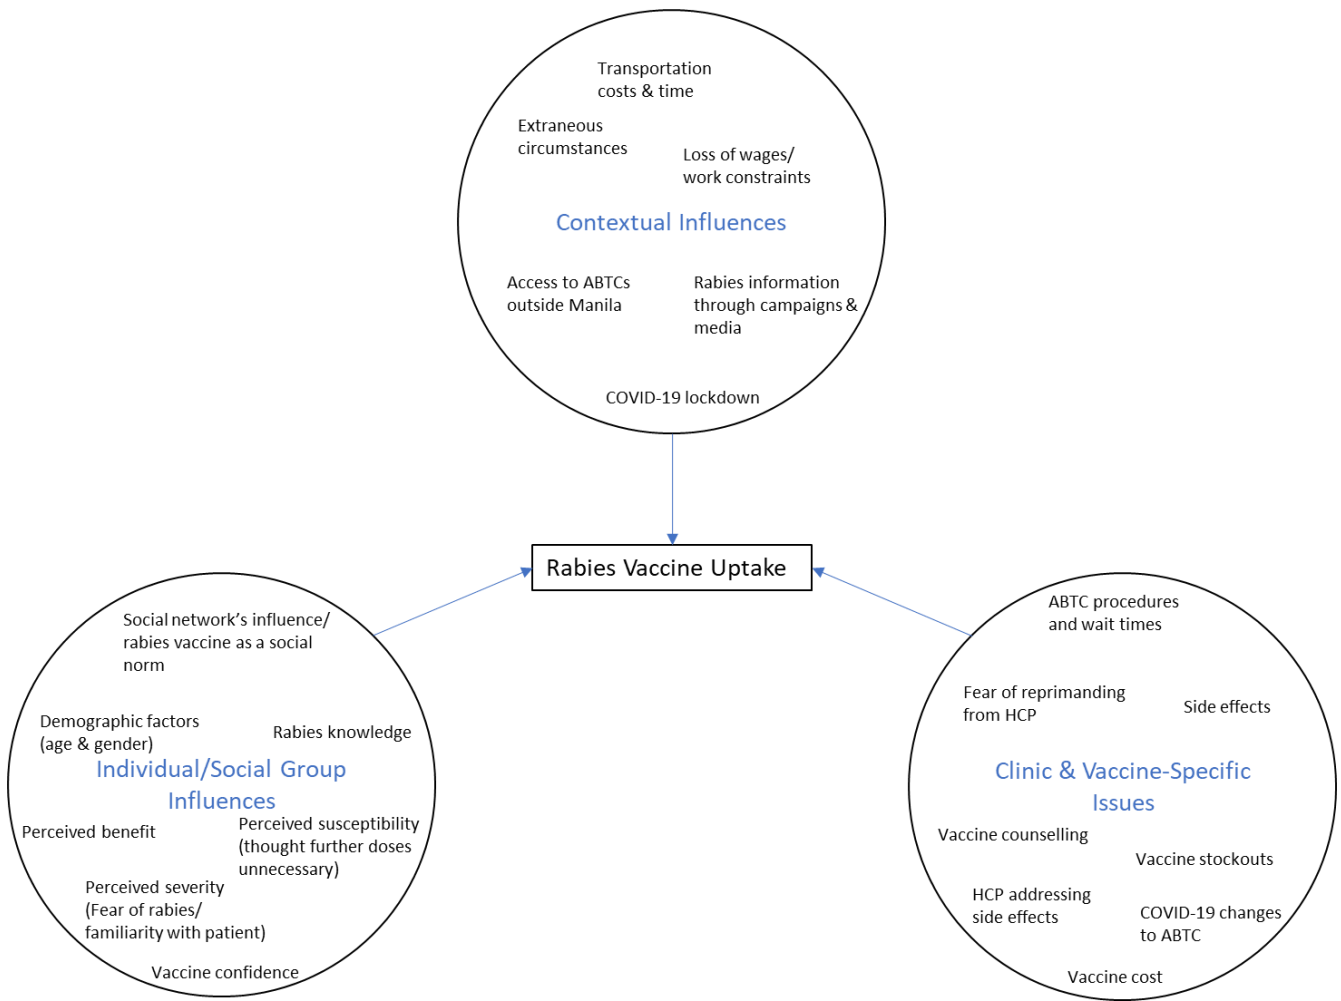 Transportation
costs & time
Extraneous
circumstances
Loss of wages/
work constraints
Contextual Influences
Access to ABTCs
outside Manila
Rabies information
through campaigns &
media
COVID-19 lockdown
Rabies Vaccine Uptake
Social network’s influence/
rabies vaccine as a social
norm
Demographic factors
(age & gender)
Rabies knowledge
Individual/Social Group
Influences
Perceived benefit
Perceived susceptibility
(thought further doses
unnecessary)
Perceived severity
(Fear of rabies/
familiarity with patient)
Vaccine confidence
ABTC procedures
and wait times
Fear of reprimanding
from HCP
Side effects
Clinic & Vaccine-Specific
Issues
Vaccine counselling
Vaccine stockouts
HCP addressing
side effects
COVID-19 changes
to ABTC
Vaccine cost